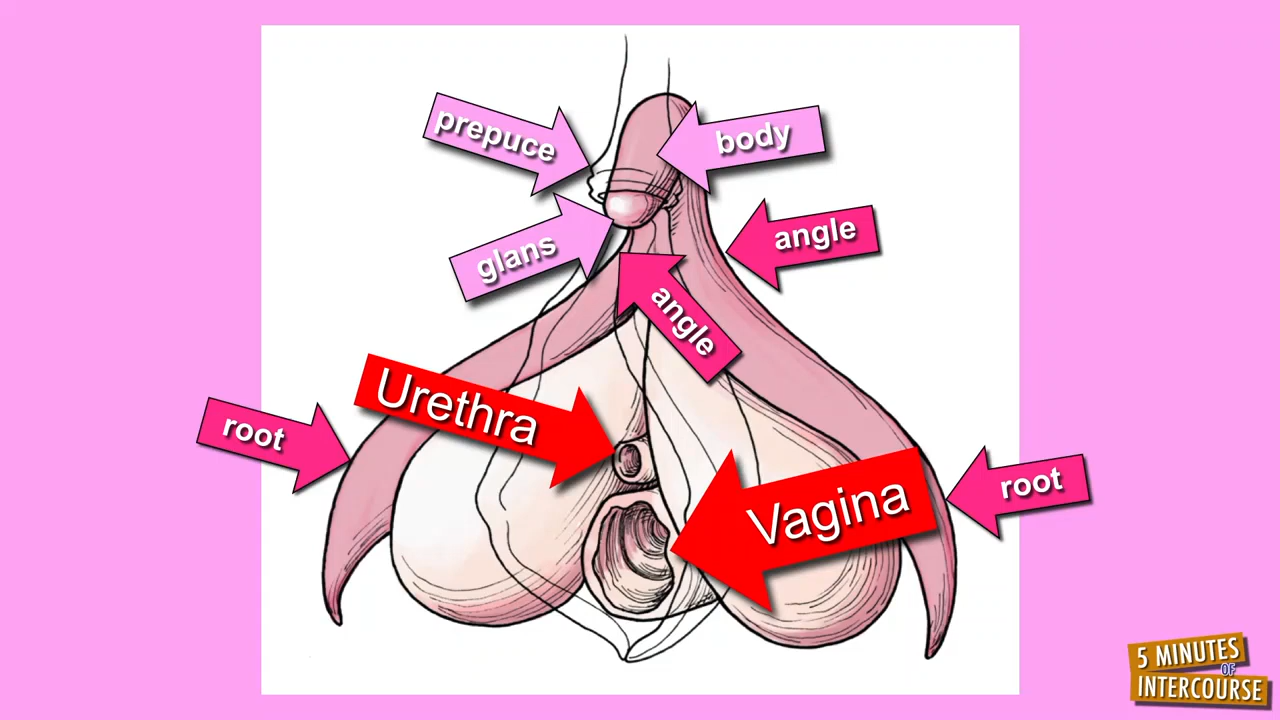 prepuce
body
glans
angle
angle
Urethra
root
Vagina
root
5 MINUTES
OF
INTERCOURSE